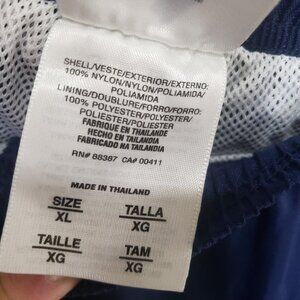 SHELL/VESTE/EXTERIOR/EXTERNO:
100% NYLON/NYLON/POLIAMIDA/
POLIAMIDA
LINING/DOUBLURE/FORRO/FORRO:
100% POLYESTER/POLYESTER/
POLIESTER/POLIESTER
FABRIQUE EN THAILANDE
HECHO EN TAILANDIA
FABRICADO NA TAILANDIA
RN# 88387 CA# 00411
MADE IN THAILAND
SIZE TALLA
XL XG
TAILLE TAM
XG XG